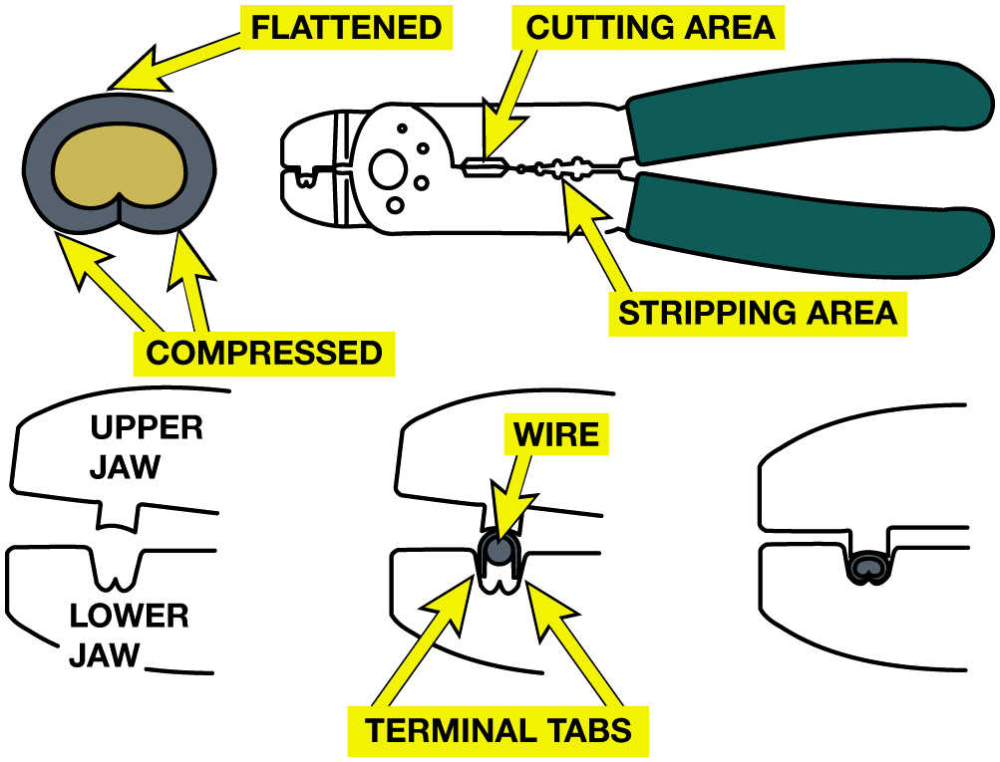 FLATTENED
CUTTING AREA
STRIPPING AREA
COMPRESSED
UPPER
JAW
WIRE
LOWER
JAW
TERMINAL TABS